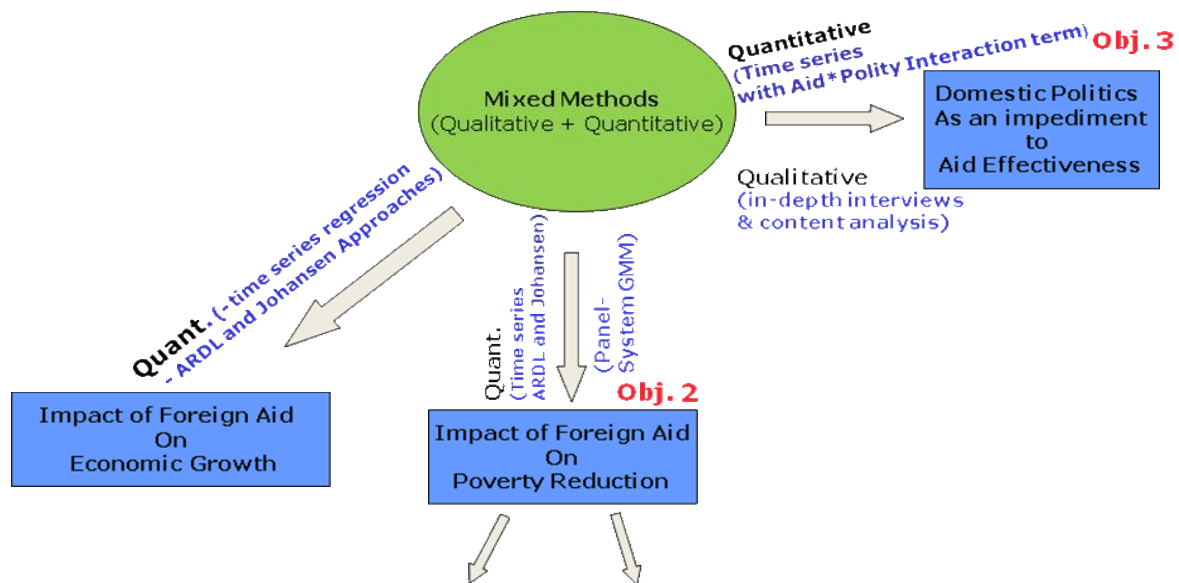 Mixed Methods
(Qualitative + Quantitative)
Quantitative
(Time series
with Aid*Polity Interaction term)
Obj. 3
Domestic Politics
As an impediment
to
Aid Effectiveness
Qualitative
(in-depth interviews
& content analysis)
Quant. (-time series regression
- ARDL and Johansen Approaches)
Impact of Foreign Aid
On
Economic Growth
Quant.
(Time series
ARDL and Johansen)
(Panel-
System GMM)
Obj. 2
Impact of Foreign Aid
On
Poverty Reduction